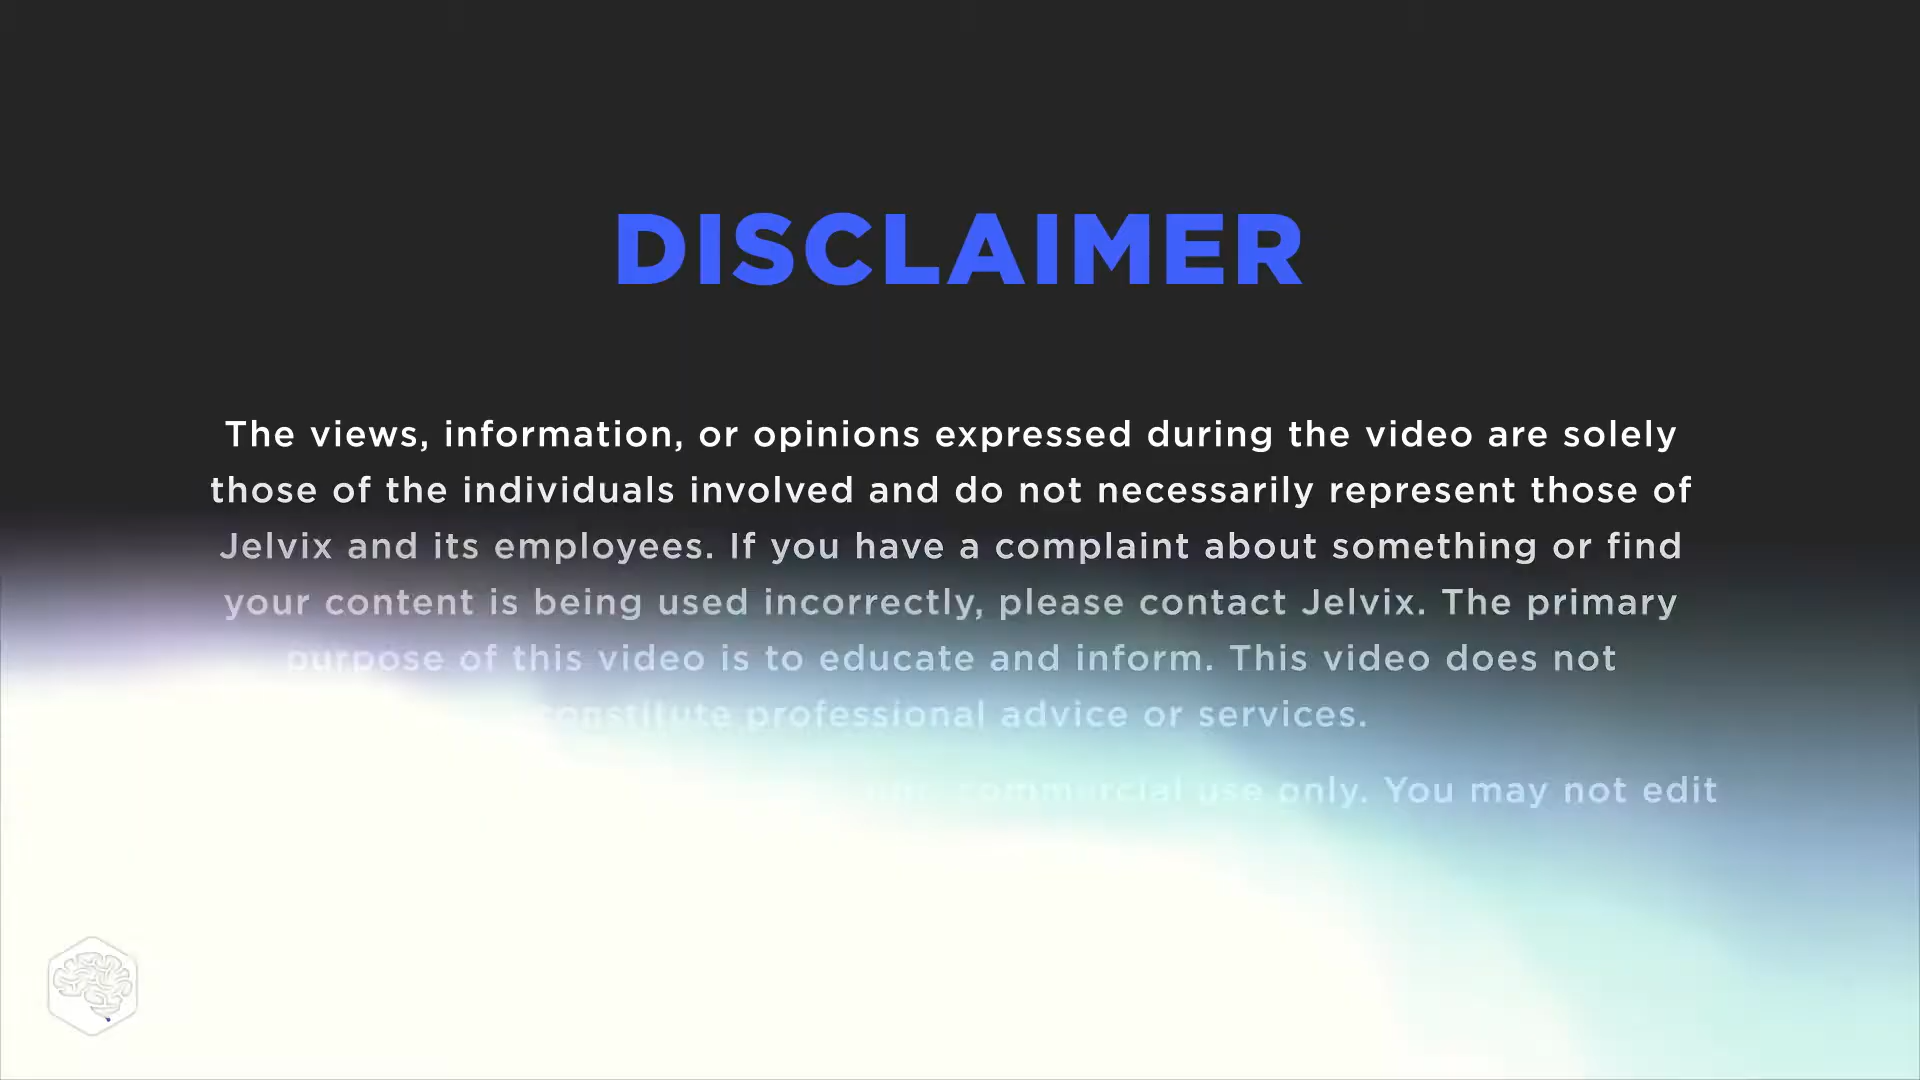 DISCLAIMER
The views, information, or opinions expressed during the video are solely
those of the individuals involved and do not necessarily represent those of
Jelvix and its employees. If you have a complaint about something or find
your content is being used incorrectly, please contact Jelvix. The primary
purpose of this video is to educate and inform. This video does not
constitute professional advice or services.
commercial use only. You may not edit